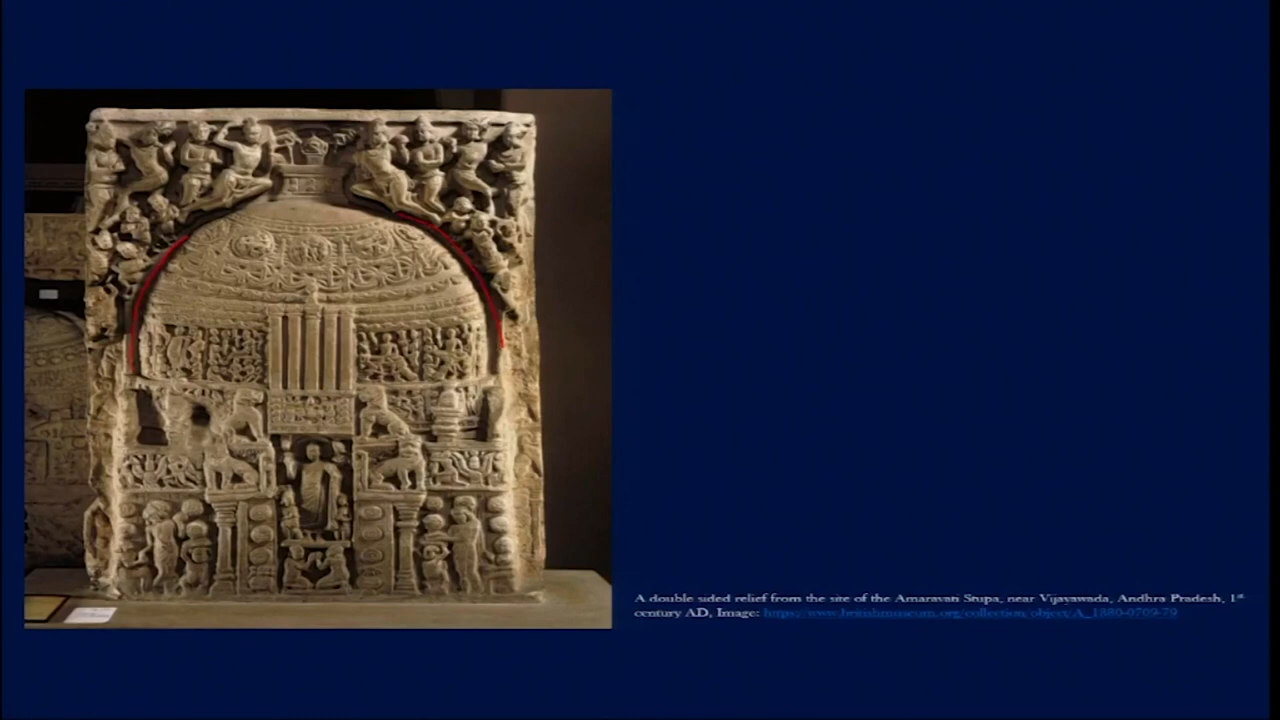 A double sided relief from the site of the Amaravati Stupa, near Vijayawada, Andhra Pradesh, 1st
century AD, Image: https://www.britishmuseum.org/collection/object/A_1880-0709-79